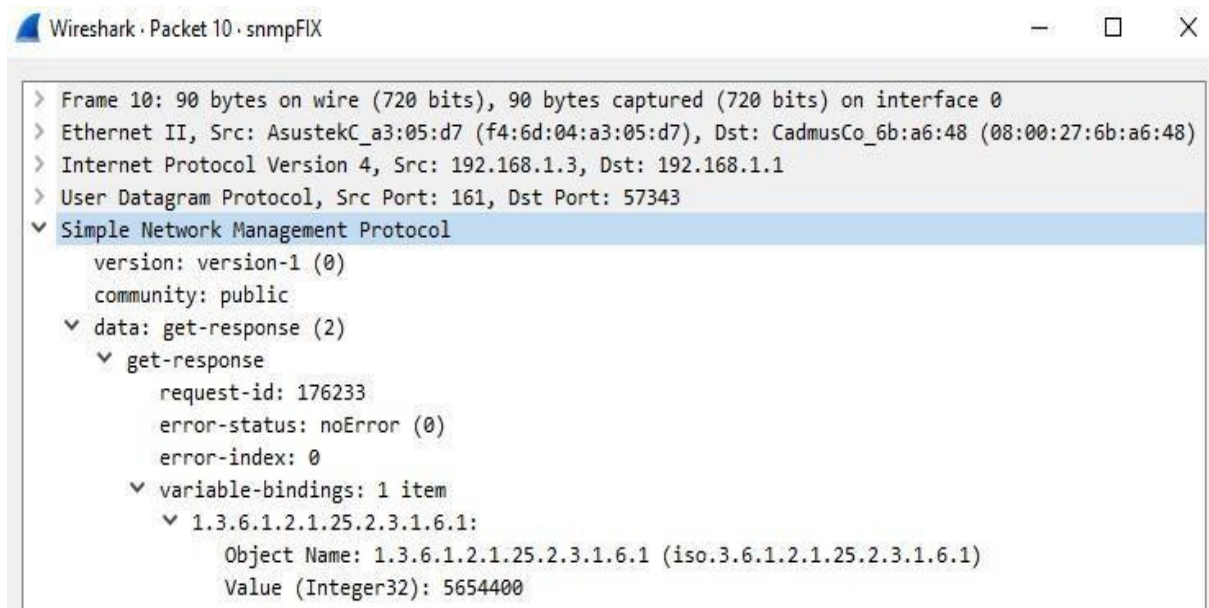 Wireshark · Packet 10 · snmpFIX
Frame 10: 90 bytes on wire (720 bits), 90 bytes captured (720 bits) on interface 0
Ethernet II, Src: AsustekC_a3:05:d7 (f4:6d:04:a3:05:d7), Dst: CadmusCo_6b:a6:48 (08:00:27:6b:a6:48)
Internet Protocol Version 4, Src: 192.168.1.3, Dst: 192.168.1.1
User Datagram Protocol, Src Port: 161, Dst Port: 57343
Simple Network Management Protocol
version: version-1 (0)
community: public
data: get-response (2)
get-response
request-id: 176233
error-status: noError (0)
error-index: 0
variable-bindings: 1 item
1.3.6.1.2.1.25.2.3.1.6.1:
Object Name: 1.3.6.1.2.1.25.2.3.1.6.1 (iso.3.6.1.2.1.25.2.3.1.6.1)
Value (Integer32): 5654400